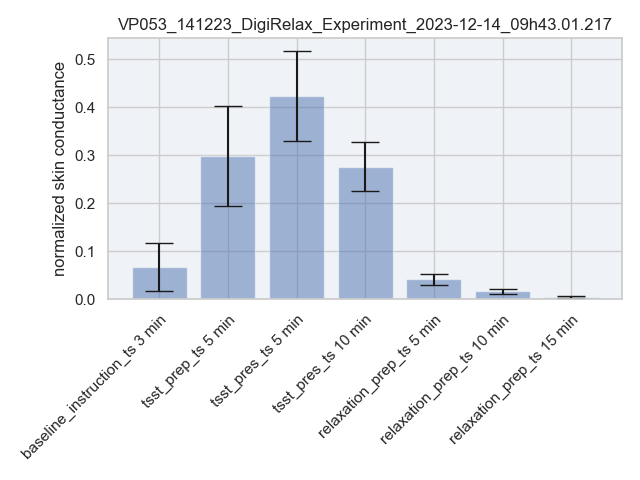 VP053_141223_DigiRelax_Experiment_2023-12-14_09h43.01.217
normalized skin conductance
0.5
0.4
0.3
0.2
0.1
0.0
baseline_instruction_ts 3 min
tsst_prep_ts 5 min
tsst_pres_ts 5 min
tsst_pres_ts 10 min
relaxation_prep_ts 5 min
relaxation_prep_ts 10 min
relaxation_prep_ts 15 min